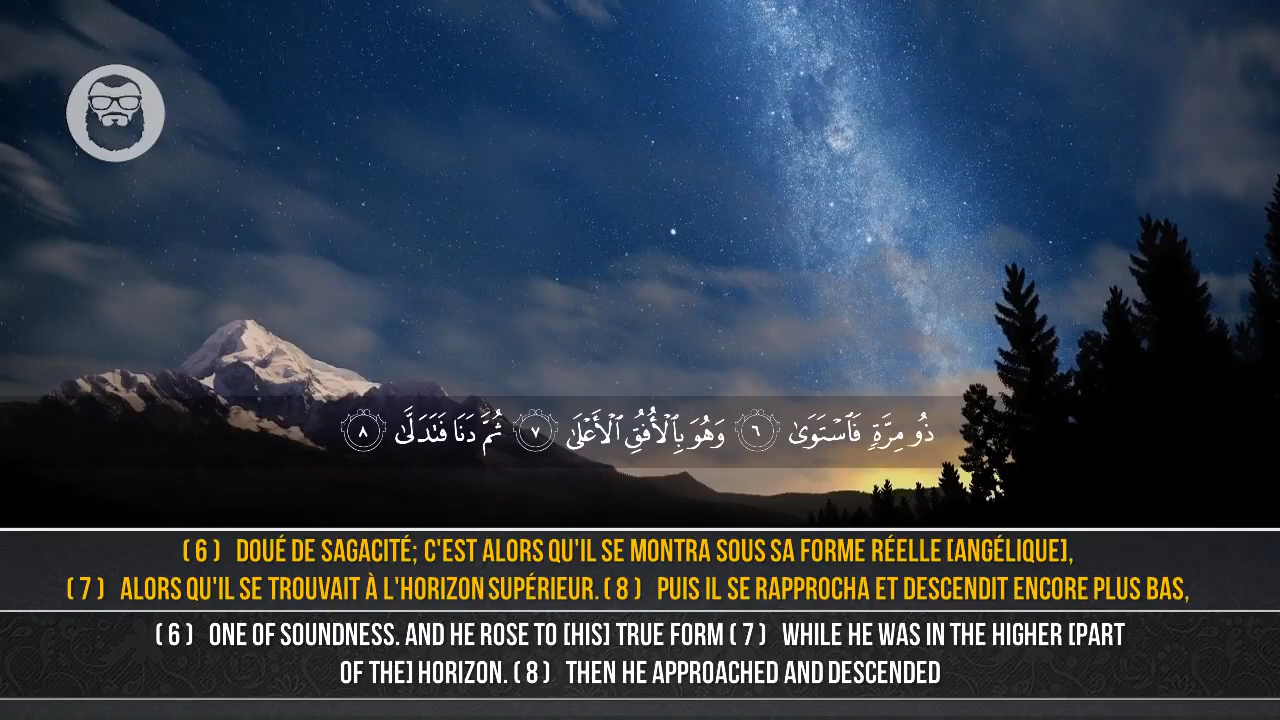 ذُو مِرَّةٍ فَٱسْتَوَىٰ ٦ وَهُوَ بِٱلْأُفُقِ ٱلْأَعْلَىٰ ٧ ثُمَّ دَنَا فَتَدَلَّىٰ ٨
( 6 ) DOUÉ DE SAGACITÉ; C'EST ALORS QU'IL SE MONTRA SOUS SA FORME RÉELLE [ANGÉLIQUE],
( 7 ) ALORS QU'IL SE TROUVAIT À L'HORIZON SUPÉRIEUR. ( 8 ) PUIS IL SE RAPPROCHA ET DESCENDIT ENCORE PLUS BAS,
( 6 ) ONE OF SOUNDNESS. AND HE ROSE TO [HIS] TRUE FORM ( 7 ) WHILE HE WAS IN THE HIGHER [PART
OF THE] HORIZON. ( 8 ) THEN HE APPROACHED AND DESCENDED